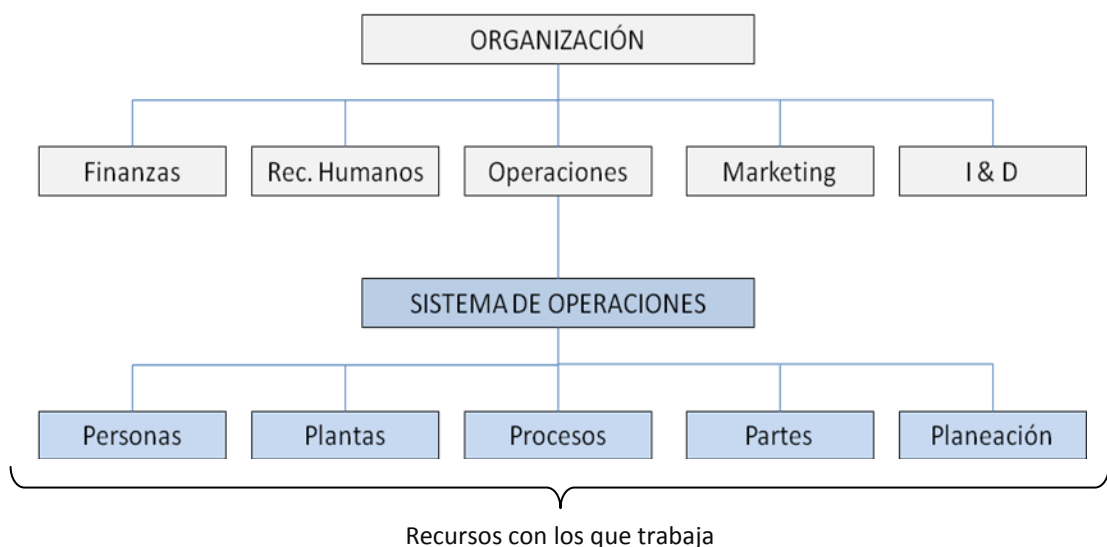 ORGANIZACIÓN
Finanzas
Rec. Humanos
Operaciones
Marketing
I & D
SISTEMA DE OPERACIONES
Personas
Plantas
Procesos
Partes
Planeación
Recursos con los que trabaja